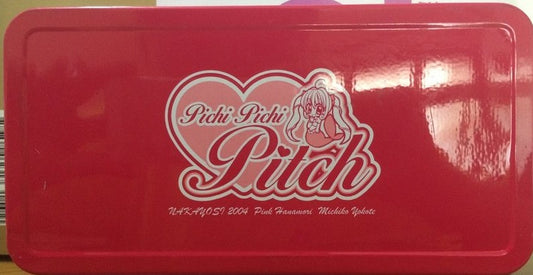 Pichi Pichi
Pitch
NAKAYOSI 2004 Pink Hanamori Michiko Yokote